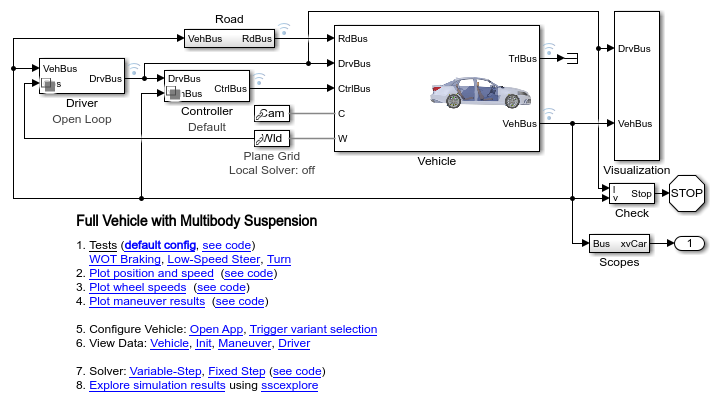 Road
VehBus RdBus
VehBus
s
DrvBus
Driver
Open Loop
DrvBus
nBus
CtrlBus
Controller
Default
Cam
Wld
Plane Grid
Local Solver: off
RdBus
DrvBus
CtrlBus
C
W
TrlBus
VehBus
Vehicle
DrvBus
VehBus
Visualization
I
v
Stop
Check
STOP
Bus xvCar
Scopes
1
Full Vehicle with Multibody Suspension
1. Tests (default config, see code)
WOT Braking, Low-Speed Steer, Turn
2. Plot position and speed (see code)
3. Plot wheel speeds (see code)
4. Plot maneuver results (see code)
5. Configure Vehicle: Open App, Trigger variant selection
6. View Data: Vehicle, Init, Maneuver, Driver
7. Solver: Variable-Step, Fixed Step (see code)
8. Explore simulation results using sscexplore